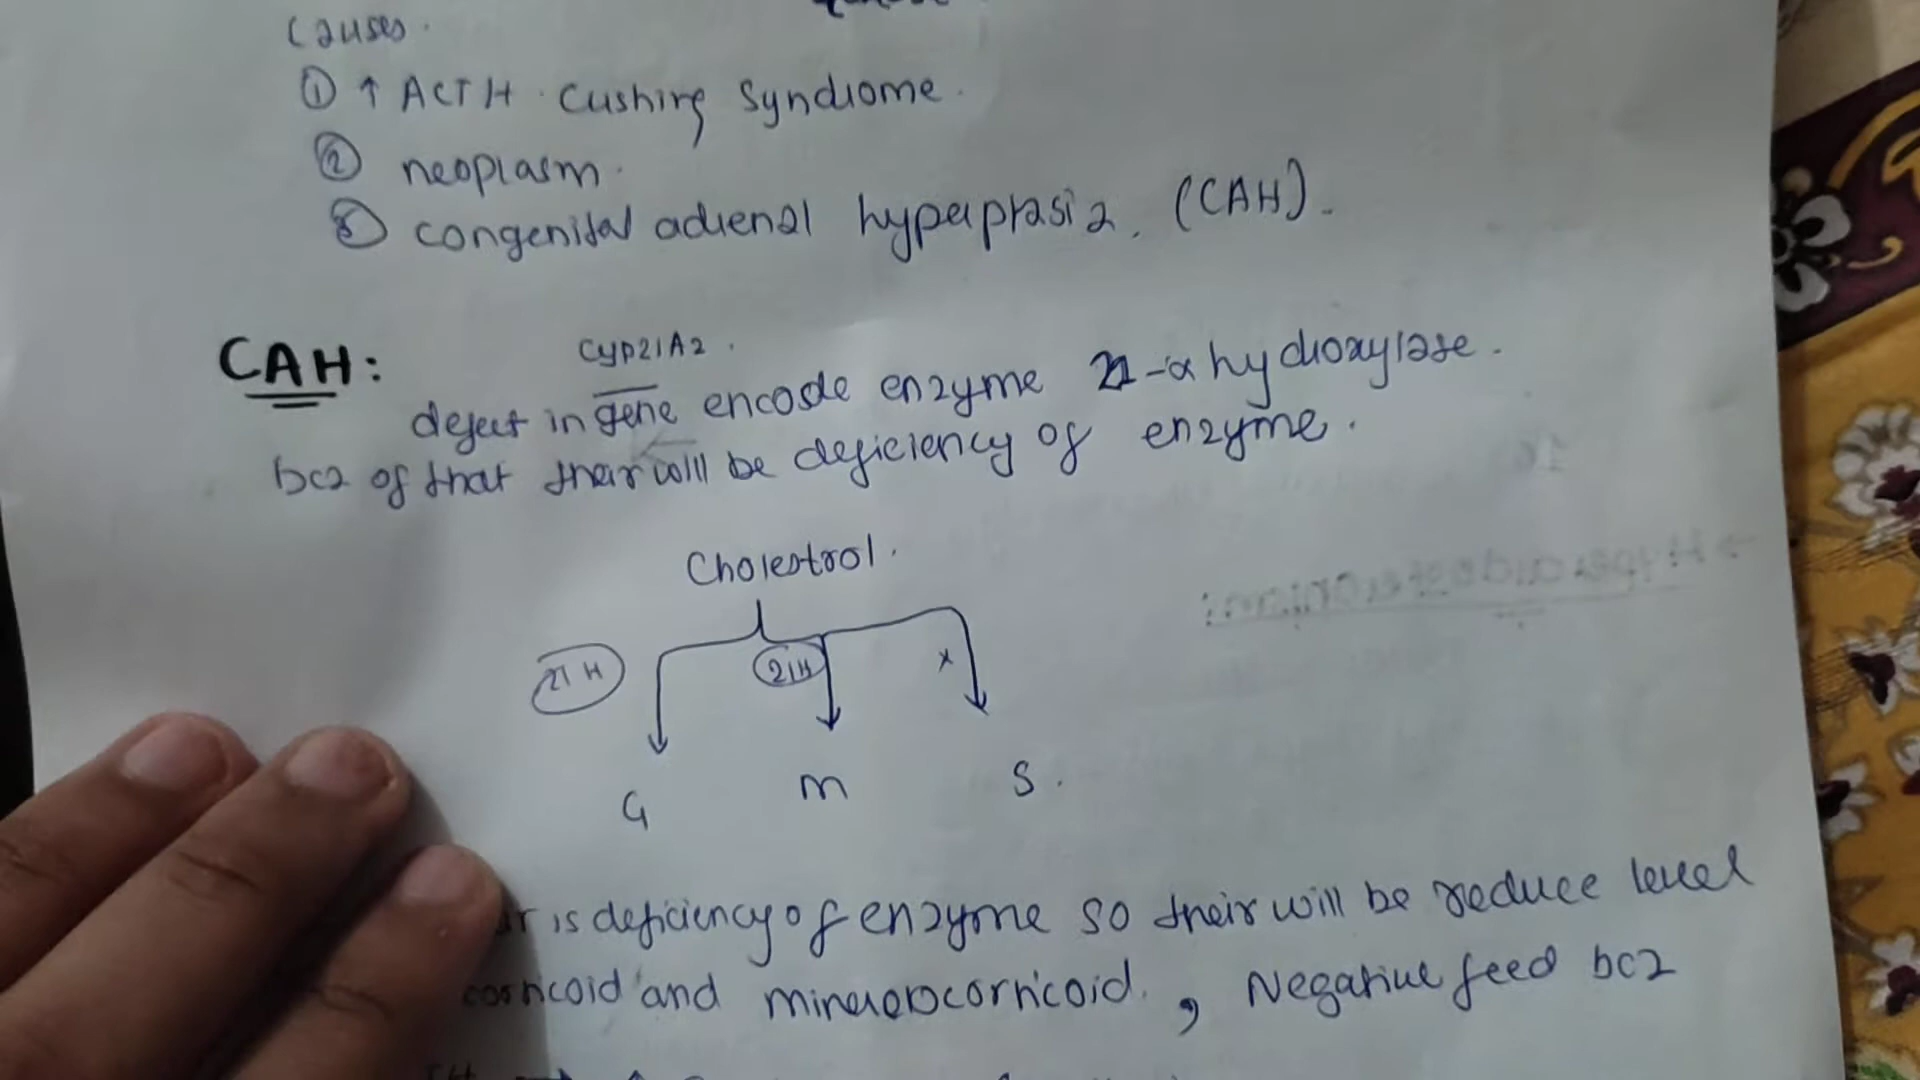 Causes.
① ↑ ACTH. Cushing Syndrome.
② neoplasm.
③ congenital adrenal hyperplasia. (CAH).
CAH:
CYP21A2.
defect in gene encode enzyme 21-α hydroxylase.
bcz of that their will be deficiency of enzyme.
Cholestrol.
21 H
21H
x
G
m
S.
is deficiency of enzyme so their will be reduce level
corticoid and minerocorticoid, Negative feed bcz
→ Hyperaldosteronism: